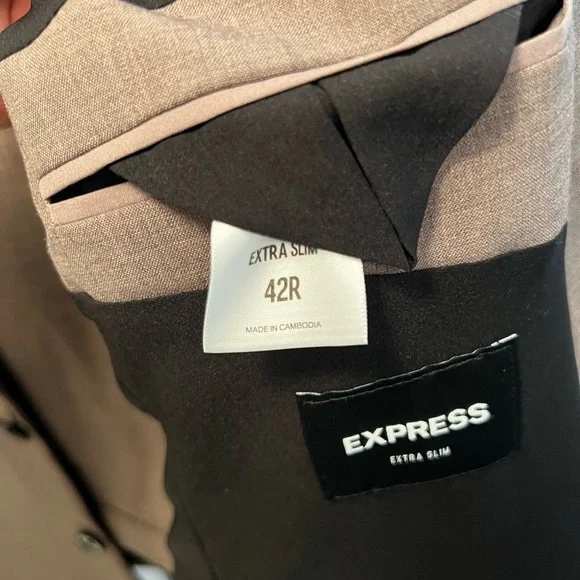 EXTRA SLIM
42R
MADE IN CAMBODIA
EXPRESS
EXTRA SLIM